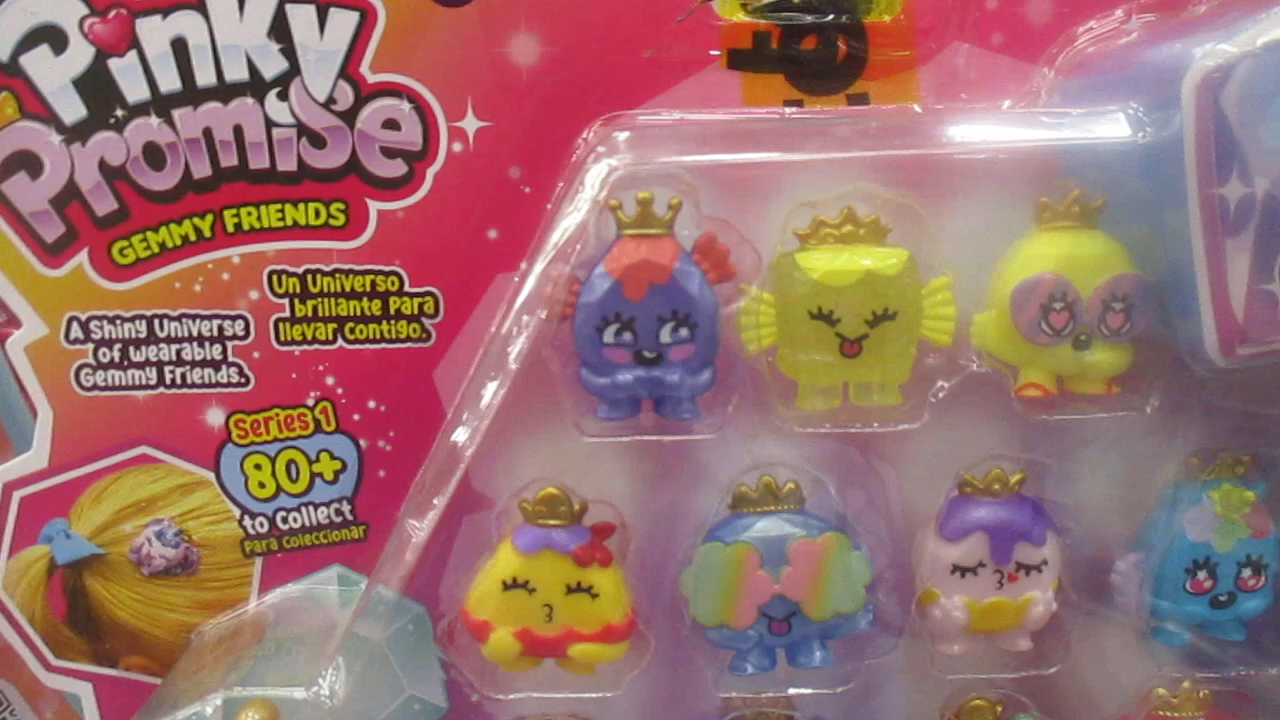 Pinky
Promise
GEMMY FRIENDS
Un Universo
brillante para
llevar contigo.
A Shiny Universe
of wearable
Gemmy Friends.
Series 1
80+
to collect
Para coleccionar